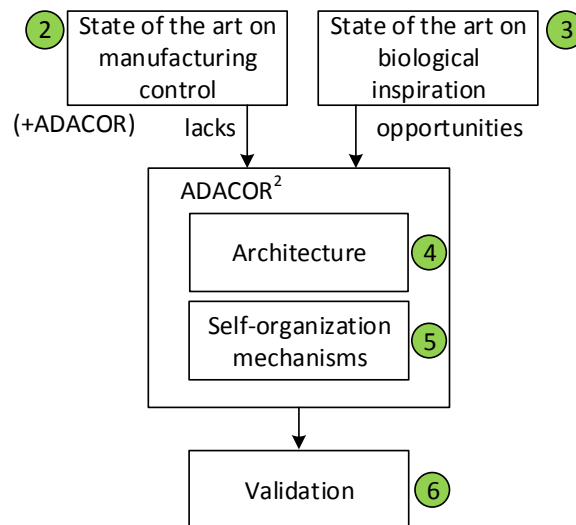 2
State of the art on
manufacturing
control
3
State of the art on
biological
inspiration
(+ADACOR)
lacks
opportunities
ADACOR²
Architecture
4
Self-organization
mechanisms
5
Validation
6